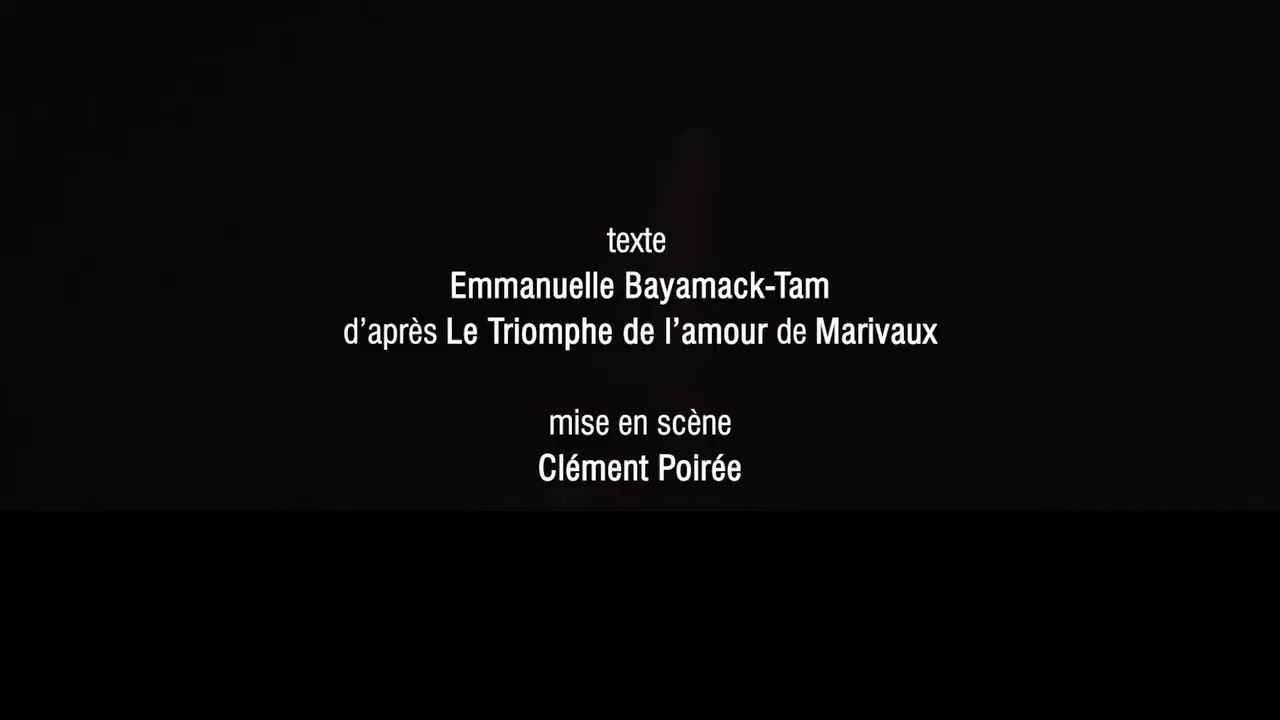 texte
Emmanuelle Bayamack-Tam
d’après Le Triomphe de l’amour de Marivaux
mise en scène
Clément Poirée